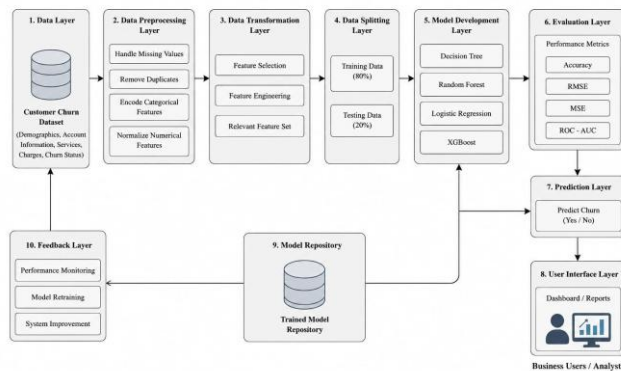 1. Data Layer
Customer Churn
Dataset
(Demographics, Account
Information, Services,
Charges, Churn Status)
2. Data Preprocessing
Layer
Handle Missing Values
Remove Duplicates
Encode Categorical
Features
Normalize Numerical
Features
3. Data Transformation
Layer
Feature Selection
Feature Engineering
Relevant Feature Set
4. Data Splitting
Layer
Training Data
(80%)
Testing Data
(20%)
5. Model Development
Layer
Decision Tree
Random Forest
Logistic Regression
XGBoost
6. Evaluation Layer
Performance Metrics
Accuracy
RMSE
MSE
ROC - AUC
7. Prediction Layer
Predict Churn
(Yes / No)
8. User Interface Layer
Dashboard / Reports
Business Users / Analyst
9. Model Repository
Trained Model
Repository
10. Feedback Layer
Performance Monitoring
Model Retraining
System Improvement